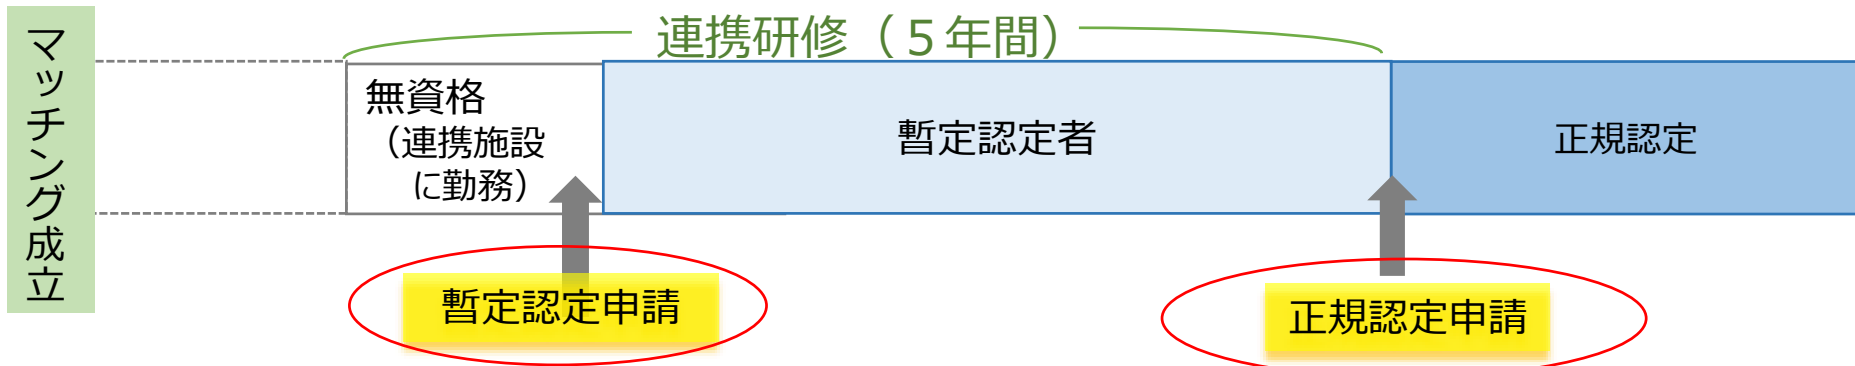 マッチング成立
連携研修（５年間）
無資格
（連携施設
に勤務）
暫定認定者
正規認定
暫定認定申請
正規認定申請